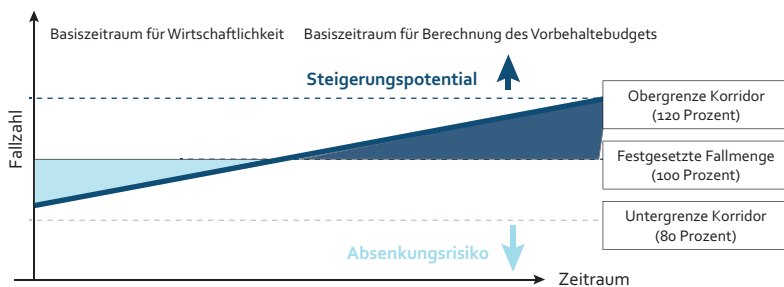 Basiszeitraum für Wirtschaftlichkeit
Basiszeitraum für Berechnung des Vorbehaltebudgets
Steigerungspotential
Obergrenze Korridor
(120 Prozent)
Fallzahl
Festgesetzte Fallmenge
(100 Prozent)
Untergrenze Korridor
(80 Prozent)
Absenkungsrisiko
Zeitraum